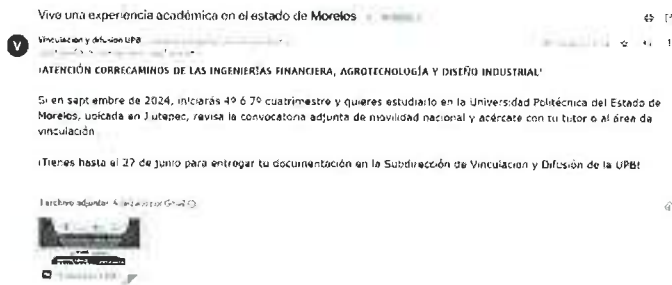 Vive una experiencia académica en el estado de Morelos
V
Vinculación y difusión UPB
¡ATENCIÓN CORRECAMINOS DE LAS INGENIERÍAS FINANCIERA, AGROTECNOLOGÍA Y DISEÑO INDUSTRIAL!
Si en septiembre de 2024, iniciarás 4º ó 7º cuatrimestre y quieres estudiarlo en la Universidad Politécnica del Estado de
Morelos, ubicada en Jiutepec, revisa la convocatoria adjunta de movilidad nacional y acércate con tu tutor o al área de
vinculación
¡Tienes hasta el 27 de junio para entregar tu documentación en la Subdirección de Vinculación y Difusión de la UPB!
1 archivo adjunto